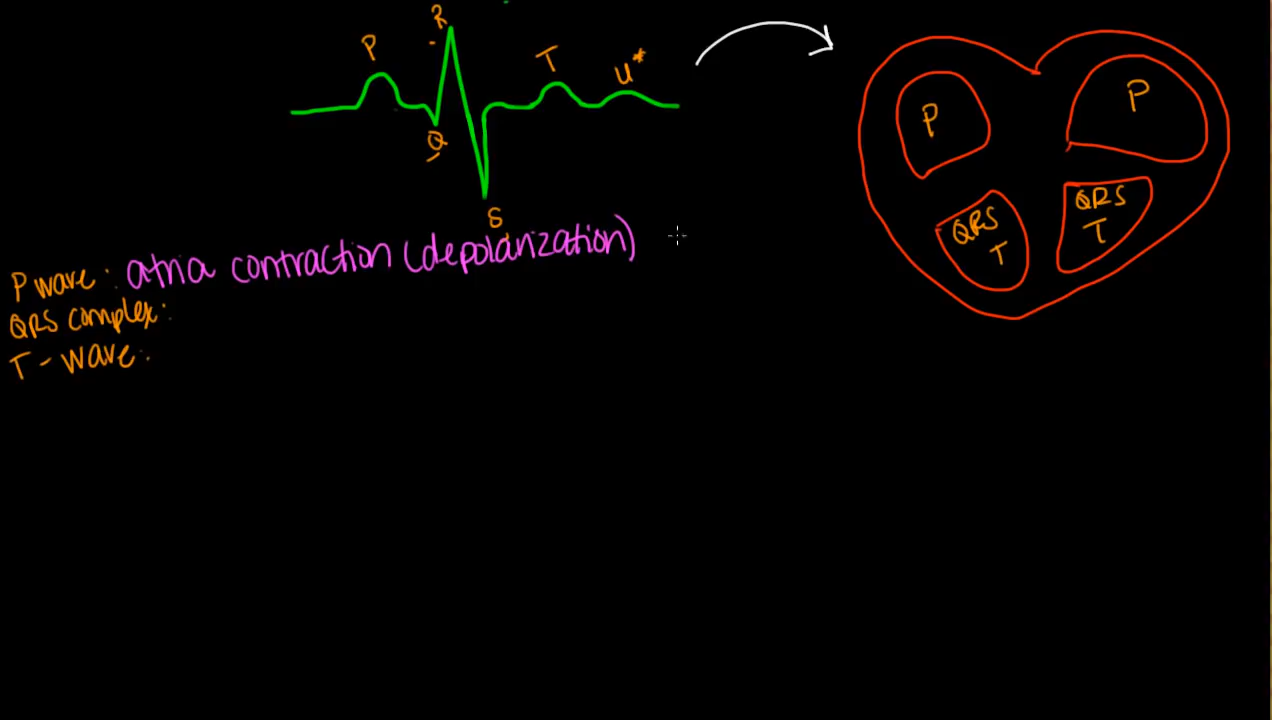 R
P
T
U*
Q
S
P
P
QRS
T
QRS
T
P wave: atria contraction (depolarization)
QRS complex:
T-wave: